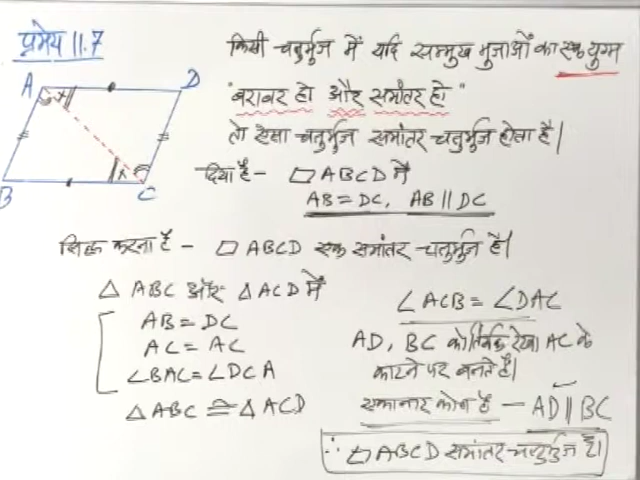 प्रमेय 11.7
किसी चतुर्भुज में यदि सम्मुख भुजाओं का एक युग्म
"बराबर हो और समांतर हो"
तो ऐसा चतुर्भुज समांतर चतुर्भुज होता है।
A
D
B
C
दिया है - □ ABCD में
AB = DC, AB || DC
सिद्ध करना है - □ ABCD एक समांतर चतुर्भुज है।
△ ABC और △ ACD में
AB = DC
AC = AC
∠BAC = ∠DCA
△ABC ≅ △ACD
∠ACB = ∠DAC
AD, BC को तिर्यक रेखा AC के
काटने पर बनते है।
एकान्तर कोण है - AD || BC
∴ □ABCD समांतर चतुर्भुज है।